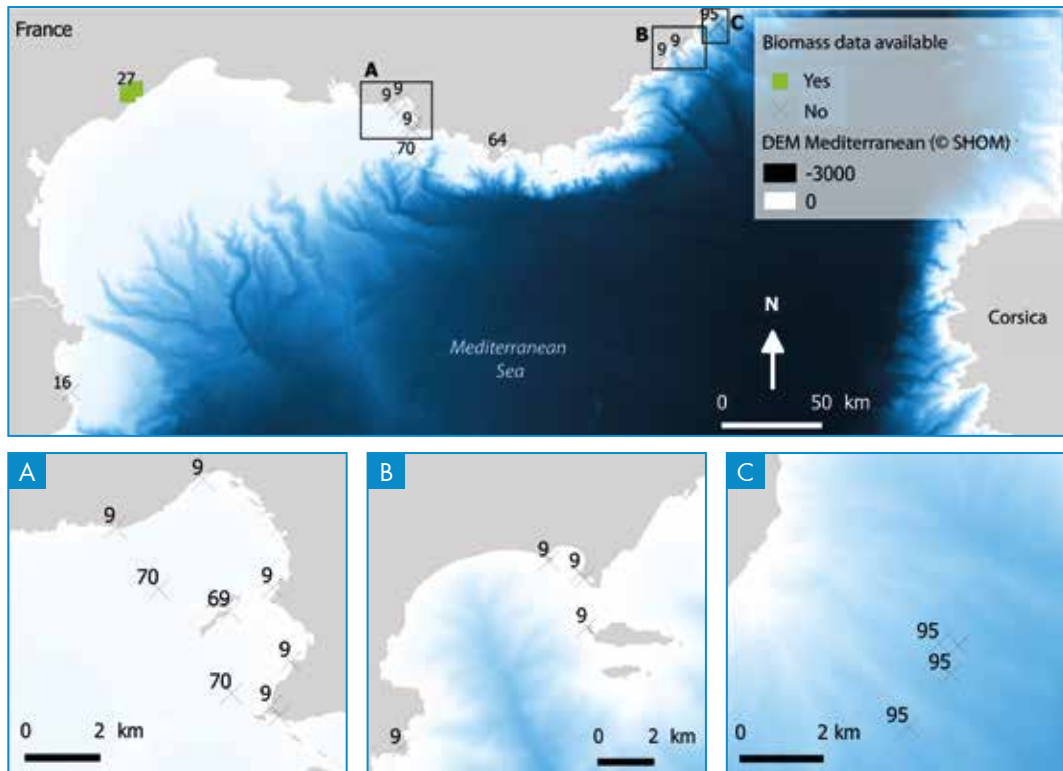 France
95
C
B
9 9
Biomass data available
Yes
No
DEM Mediterranean (© SHOM)
-3000
0
27
A
9 9
9
70
64
N
Corsica
Mediterranean
Sea
16
0 50 km
A
9
9
70
9
69
9
70
9
0 2 km
B
9
9
9
9
0 2 km
C
95
95
95
0 2 km